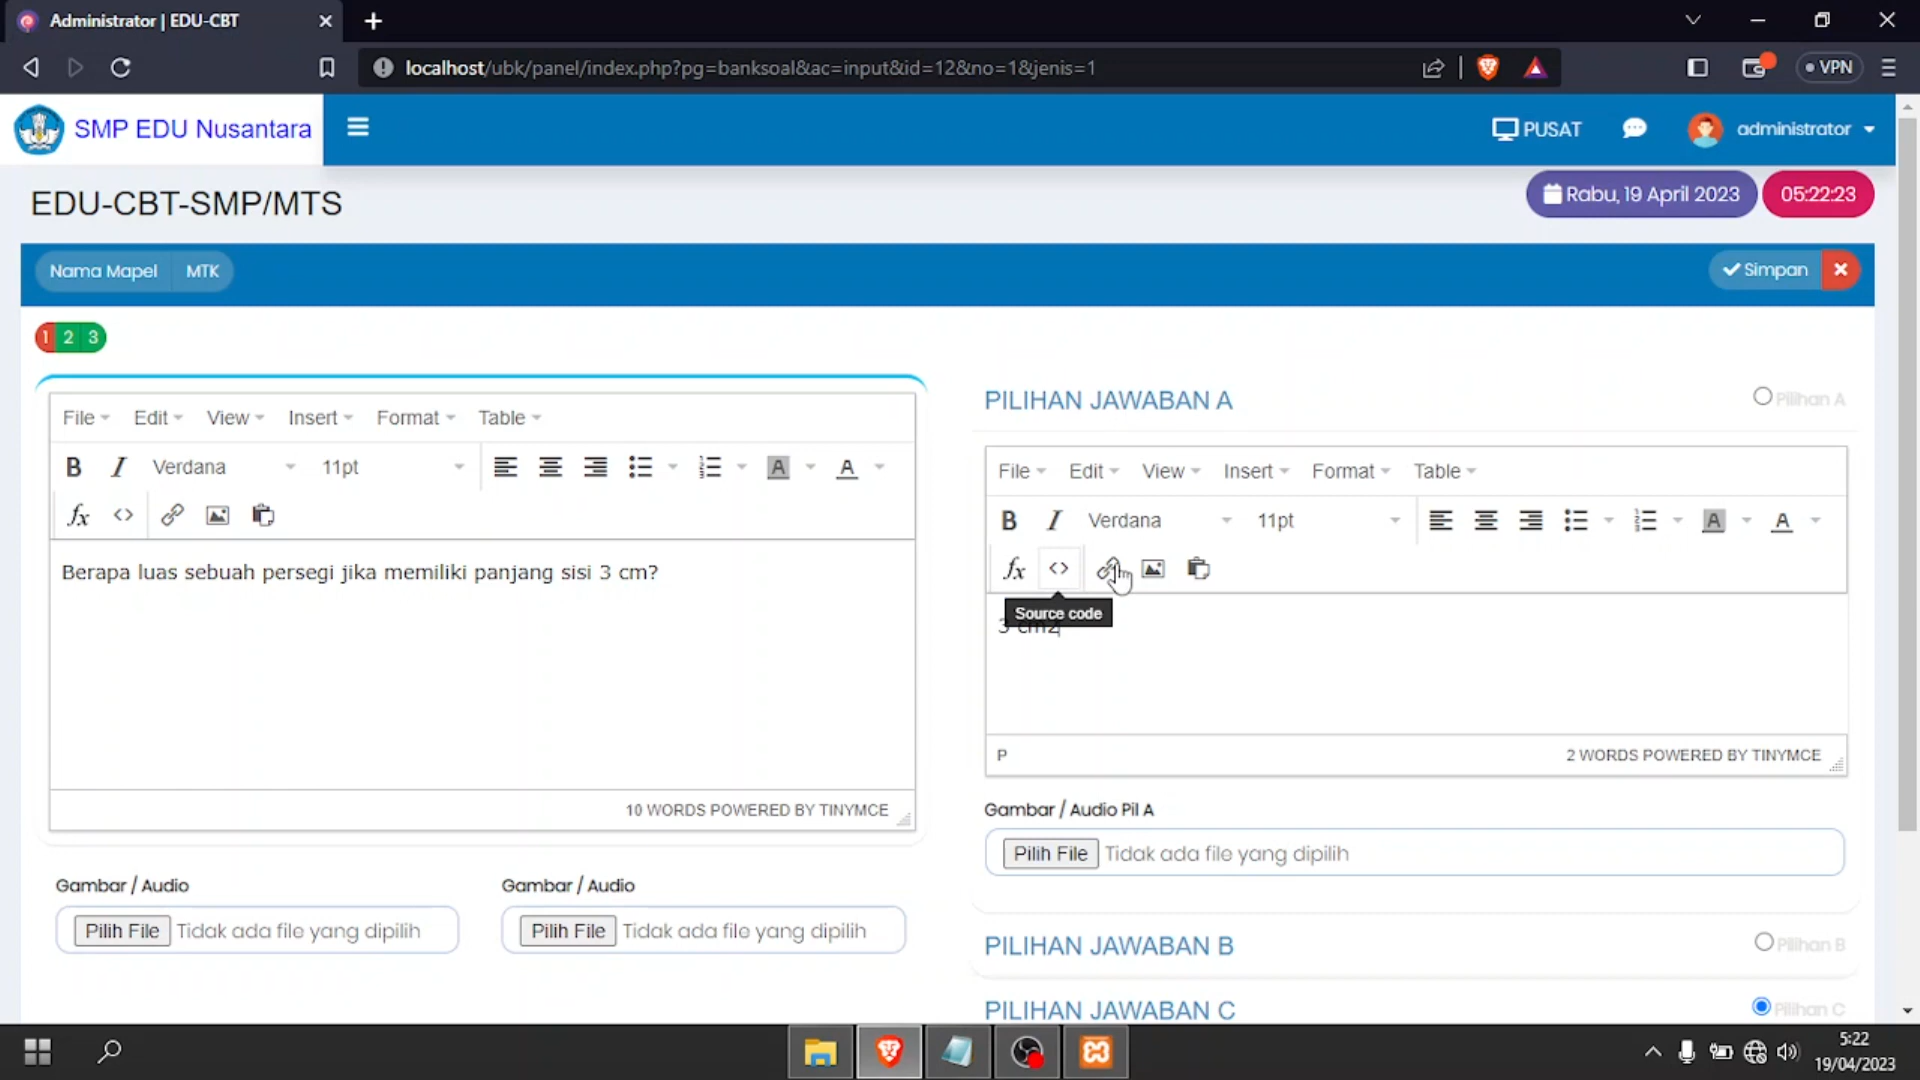 Administrator | EDU-CBT
localhost/ubk/panel/index.php?pg=banksoal&ac=input&id=12&no=1&jenis=1
VPN
SMP EDU Nusantara
PUSAT
administrator
EDU-CBT-SMP/MTS
Rabu, 19 April 2023
05:22:23
Nama Mapel MTK
Simpan
1 2 3
File Edit View Insert Format Table
B I Verdana 11pt
fx <>
Berapa luas sebuah persegi jika memiliki panjang sisi 3 cm?
10 WORDS POWERED BY TINYMCE
Gambar / Audio
Pilih File Tidak ada file yang dipilih
Gambar / Audio
Pilih File Tidak ada file yang dipilih
PILIHAN JAWABAN A
Pilihan A
File Edit View Insert Format Table
B I Verdana 11pt
fx <>
Source code
3 cm2
P
2 WORDS POWERED BY TINYMCE
Gambar / Audio Pil A
Pilih File Tidak ada file yang dipilih
PILIHAN JAWABAN B
Pilihan B
PILIHAN JAWABAN C
Pilihan C
5:22
19/04/2023